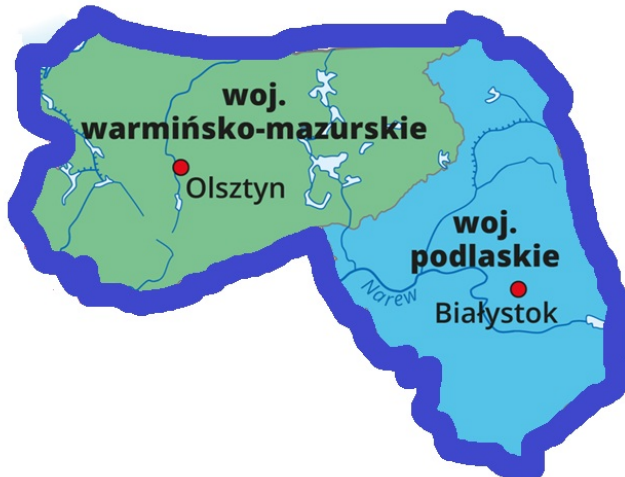 woj.
warmińsko-mazurskie
Olsztyn
woj.
podlaskie
Narew
Białystok